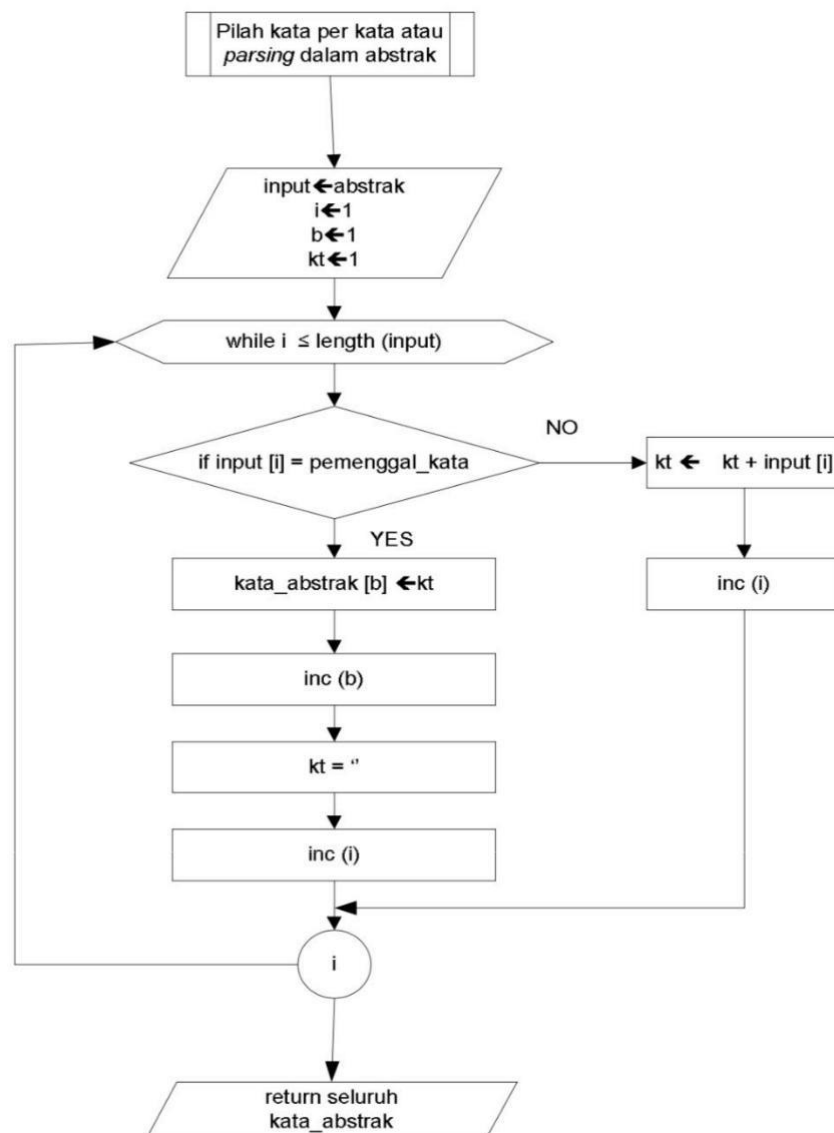 Pilah kata per kata atau
parsing dalam abstrak
input🡸abstrak
i🡸1
b🡸1
kt🡸1
while i ≤ length (input)
if input [i] = pemenggal_kata
NO
kt 🡸 kt + input [i]
inc (i)
YES
kata_abstrak [b] 🡸kt
inc (b)
kt = ‘’
inc (i)
i
return seluruh
kata_abstrak